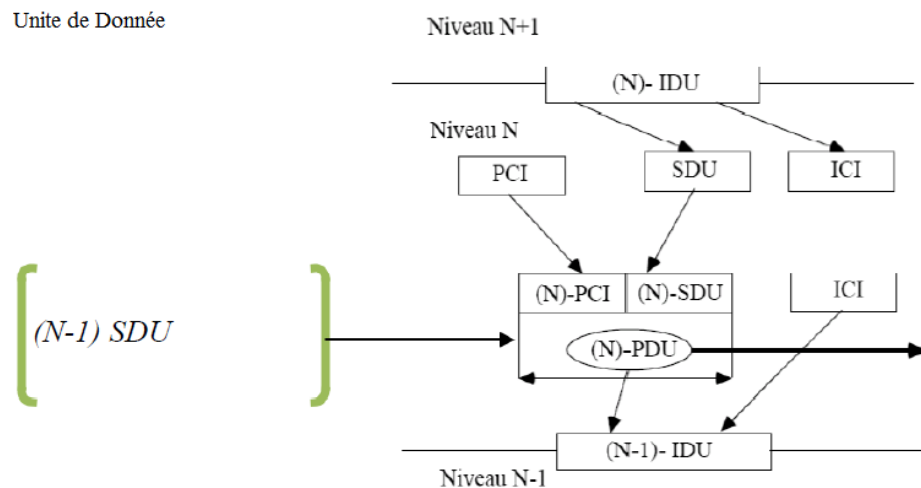 Unite de Donnée
Niveau N+1
(N)- IDU
Niveau N
PCI
SDU
ICI
(N)-PCI
(N)-SDU
ICI
(N-1) SDU
(N)-PDU
(N-1)- IDU
Niveau N-1